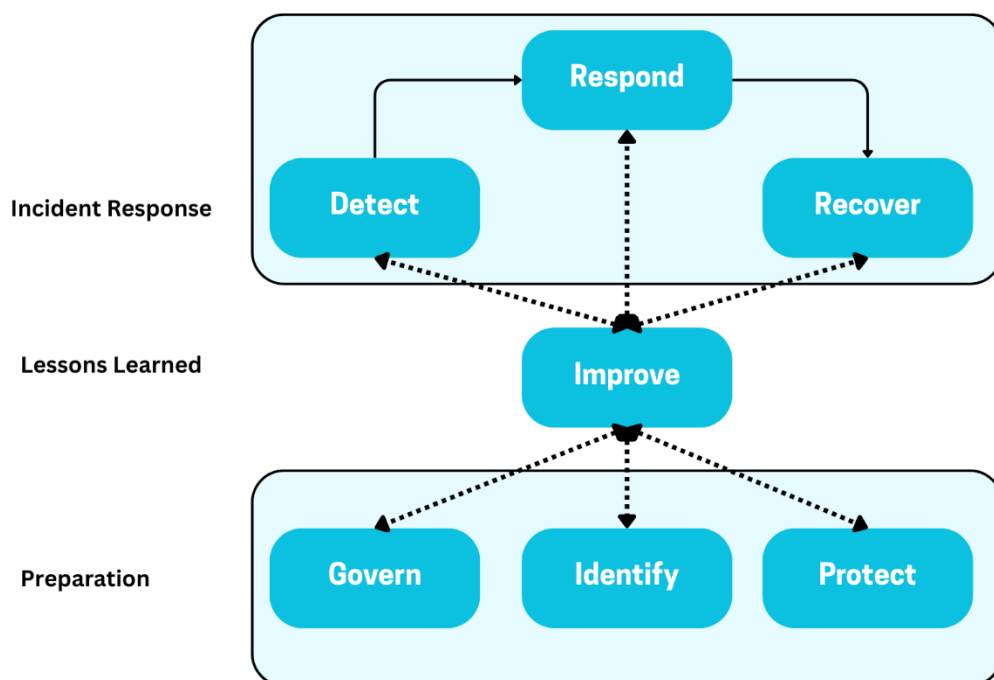 Respond
Incident Response
Detect
Recover
Lessons Learned
Improve
Preparation
Govern
Identify
Protect